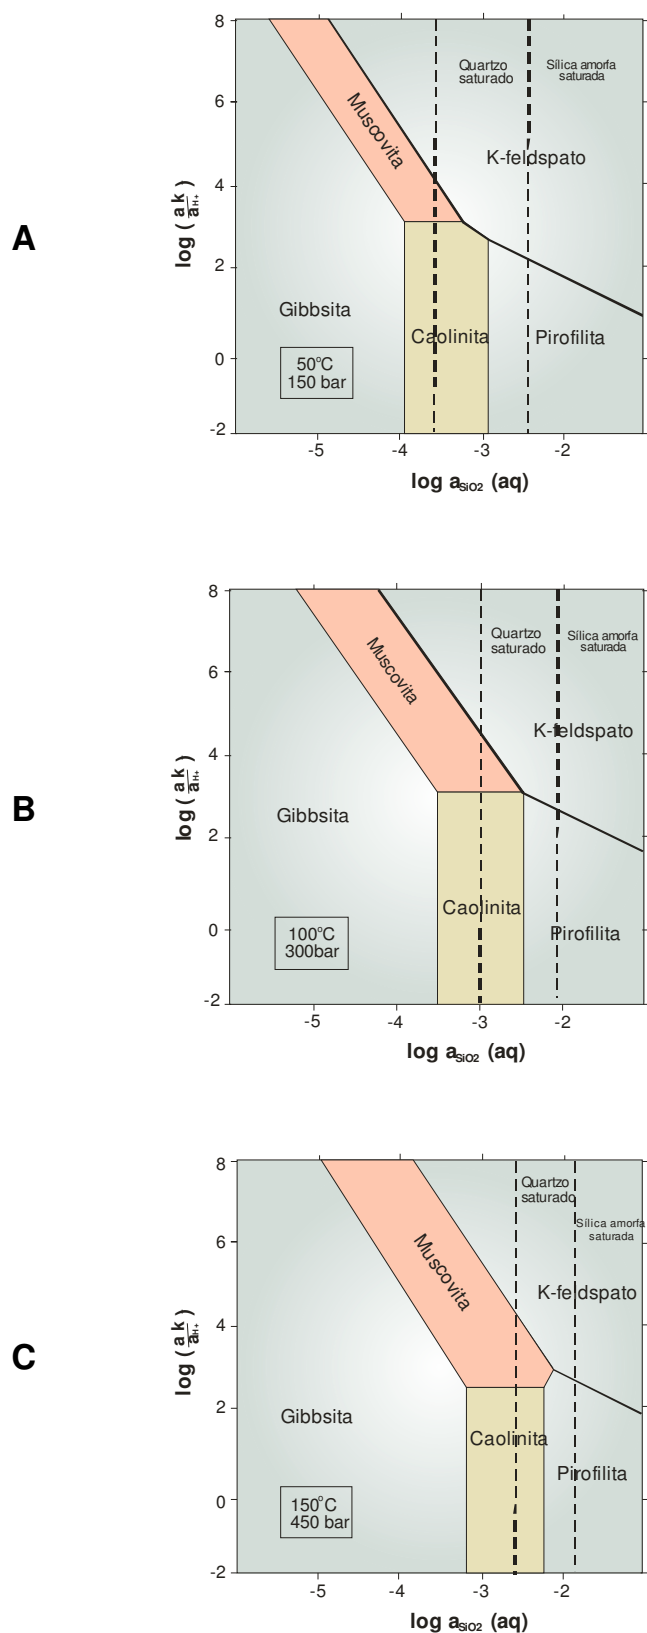 A
8
6
4
2
0
-2
log ( ak / aH+ )
Quartzo
saturado
Sílica amorfa
saturada
Muscovita
K-feldspato
Gibbsita
Caolinita
Pirofilita
50°C
150 bar
-5
-4
-3
-2
log aSiO2 (aq)
B
8
6
4
2
0
-2
log ( ak / aH+ )
Quartzo
saturado
Sílica amorfa
saturada
Muscovita
K-feldspato
Gibbsita
Caolinita
Pirofilita
100°C
300bar
-5
-4
-3
-2
log aSiO2 (aq)
C
8
6
4
2
0
-2
log ( ak / aH+ )
Quartzo
saturado
Sílica amorfa
saturada
Muscovita
K-feldspato
Gibbsita
Caolinita
Pirofilita
150°C
450 bar
-5
-4
-3
-2
log aSiO2 (aq)